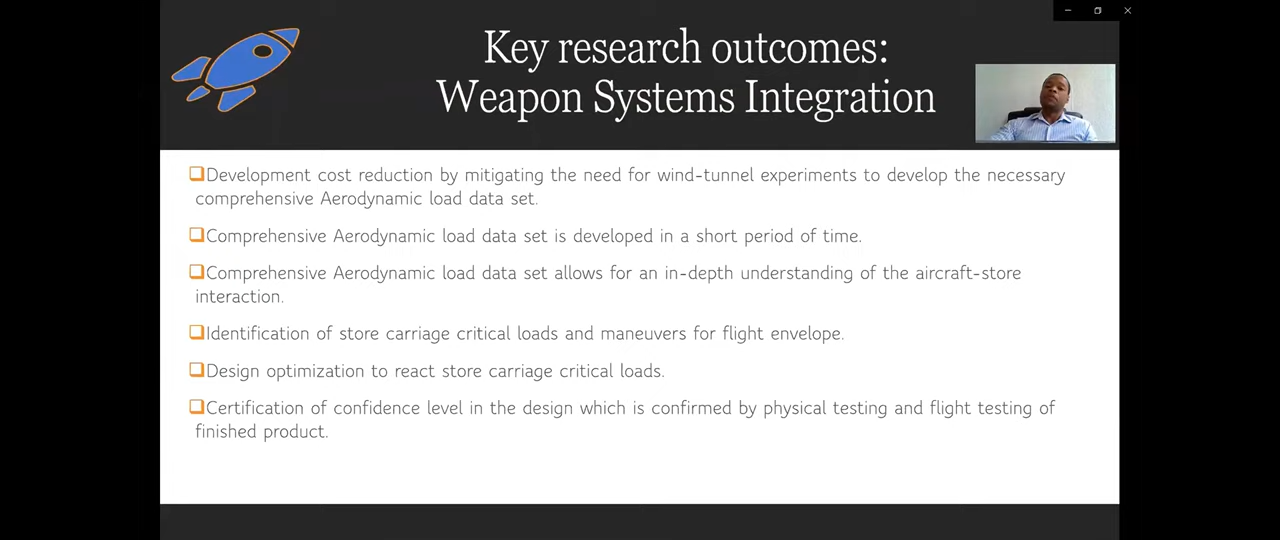 Key research outcomes:
Weapon Systems Integration
Development cost reduction by mitigating the need for wind-tunnel experiments to develop the necessary
comprehensive Aerodynamic load data set.
Comprehensive Aerodynamic load data set is developed in a short period of time.
Comprehensive Aerodynamic load data set allows for an in-depth understanding of the aircraft-store
interaction.
Identification of store carriage critical loads and maneuvers for flight envelope.
Design optimization to react store carriage critical loads.
Certification of confidence level in the design which is confirmed by physical testing and flight testing of
finished product.